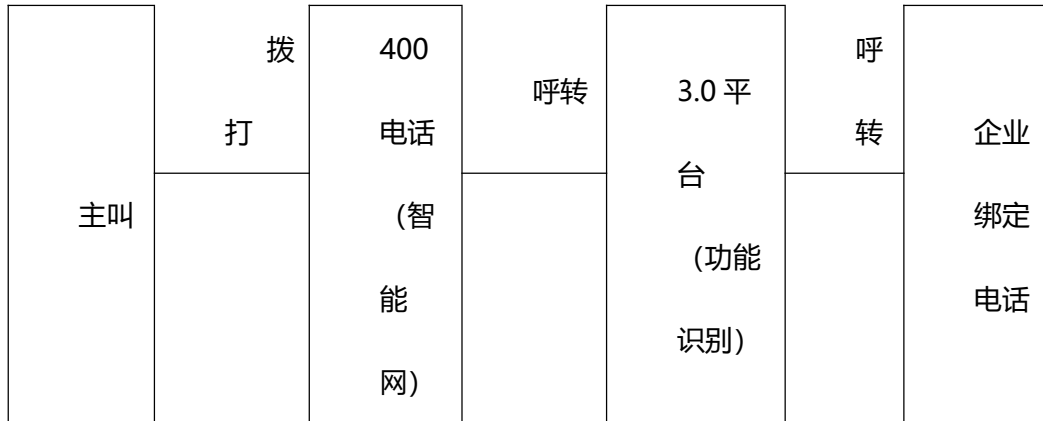 主叫
拨
打
400
电话
（智
能
网）
呼转
3.0 平
台
（功能
识别）
呼
转
企业
绑定
电话